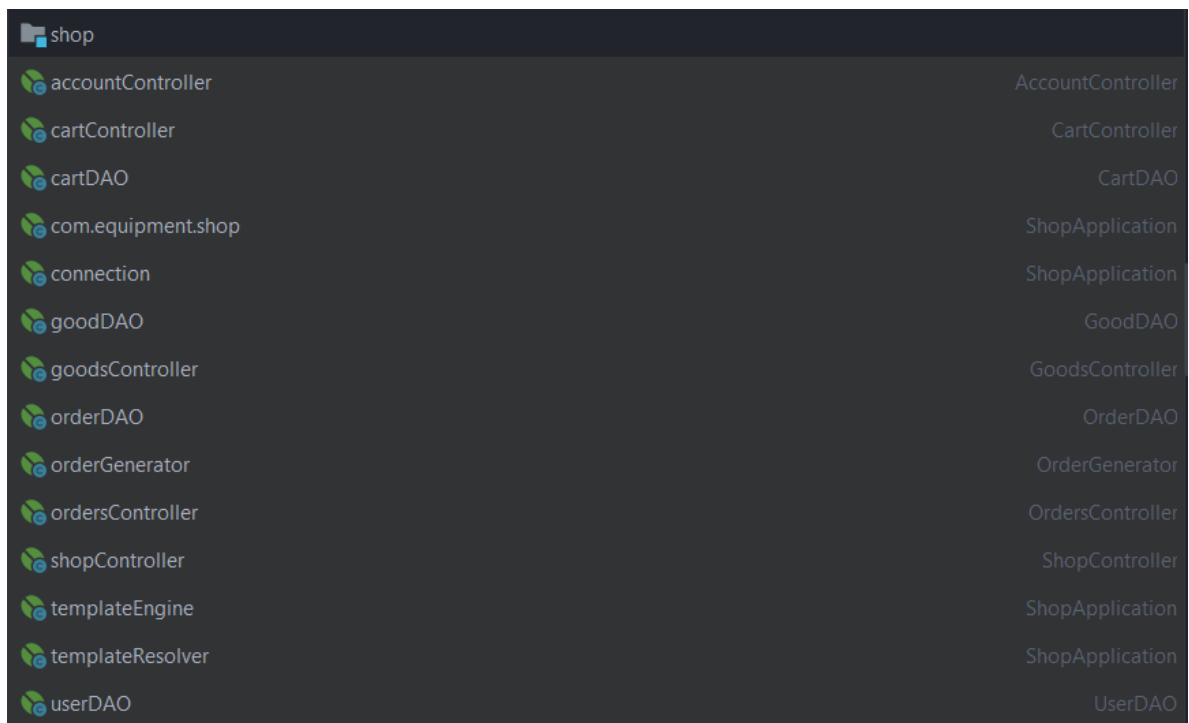 shop
accountController AccountController
cartController CartController
cartDAO CartDAO
com.equipment.shop ShopApplication
connection ShopApplication
goodDAO GoodDAO
goodsController GoodsController
orderDAO OrderDAO
orderGenerator OrderGenerator
ordersController OrdersController
shopController ShopController
templateEngine ShopApplication
templateResolver ShopApplication
userDAO UserDAO